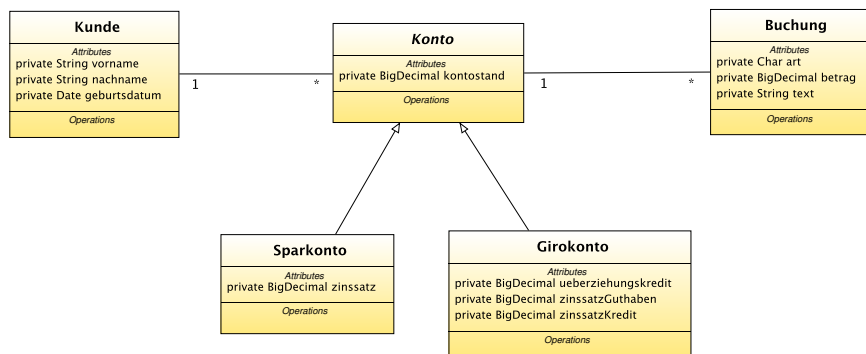 Kunde
Attributes
private String vorname
private String nachname
private Date geburtsdatum
Operations
1
*
Konto
Attributes
private BigDecimal kontostand
Operations
1
*
Buchung
Attributes
private Char art
private BigDecimal betrag
private String text
Operations
Sparkonto
Attributes
private BigDecimal zinssatz
Operations
Girokonto
Attributes
private BigDecimal ueberziehungskredit
private BigDecimal zinssatzGuthaben
private BigDecimal zinssatzKredit
Operations